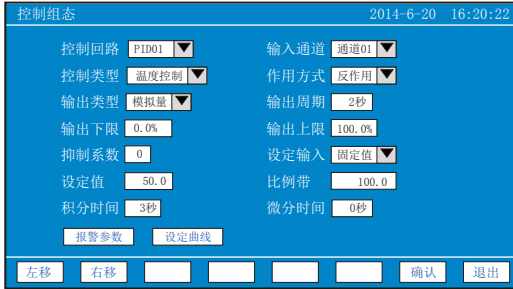 控制组态 2014-6-20 16:20:22
控制回路 PID01 输入通道 通道01
控制类型 温度控制 作用方式 反作用
输出类型 模拟量 输出周期 2秒
输出下限 0.0% 输出上限 100.0%
抑制系数 0 设定输入 固定值
设定值 50.0 比例带 100.0
积分时间 3秒 微分时间 0秒
报警参数 设定曲线
左移 右移 确认 退出